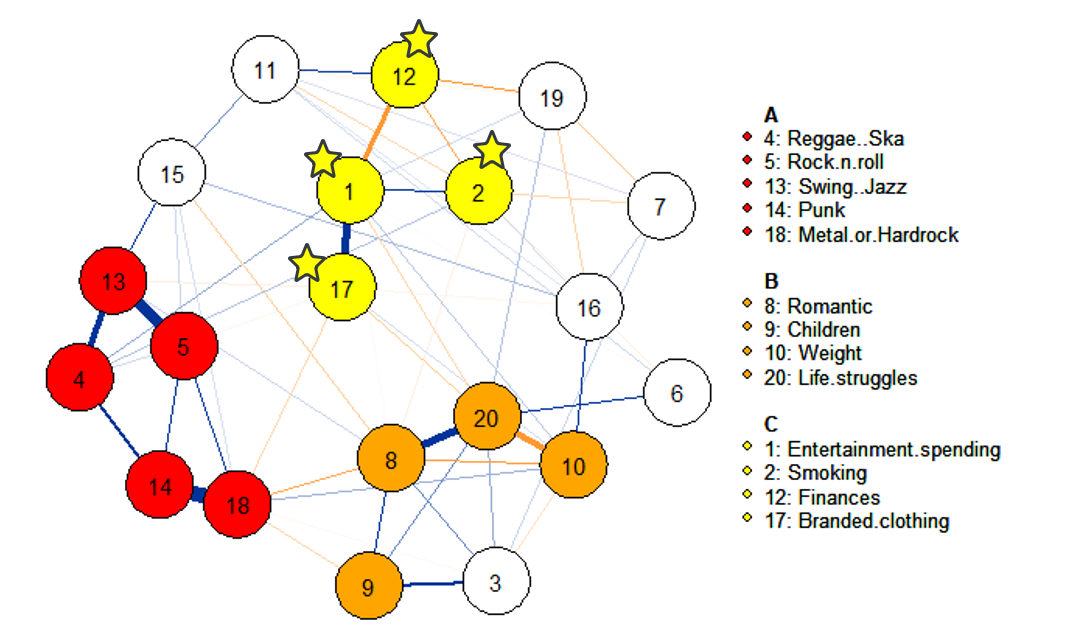 11
12
19
15
1
2
7
13
17
16
5
4
6
20
8
10
14
18
9
3
A
4: Reggae..Ska
5: Rock.n.roll
13: Swing..Jazz
14: Punk
18: Metal.or.Hardrock
B
8: Romantic
9: Children
10: Weight
20: Life.struggles
C
1: Entertainment.spending
2: Smoking
12: Finances
17: Branded.clothing